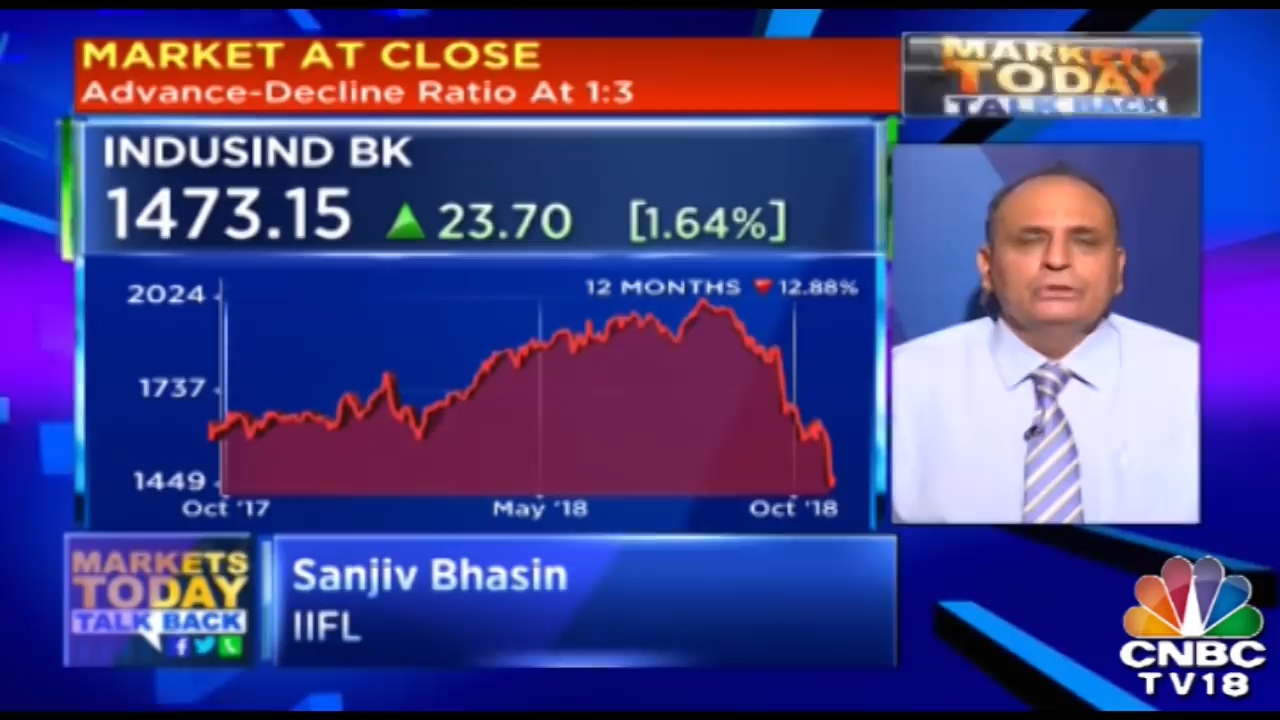 MARKET AT CLOSE
Advance-Decline Ratio At 1:3
MARKETS
TODAY
TALK BACK
INDUSIND BK
1473.15 ▲ 23.70 [1.64%]
12 MONTHS ▼ 12.88%
2024
1737
1449
Oct '17 May '18 Oct '18
MARKETS
TODAY
TALK BACK
Sanjiv Bhasin
IIFL
CNBC
TV18